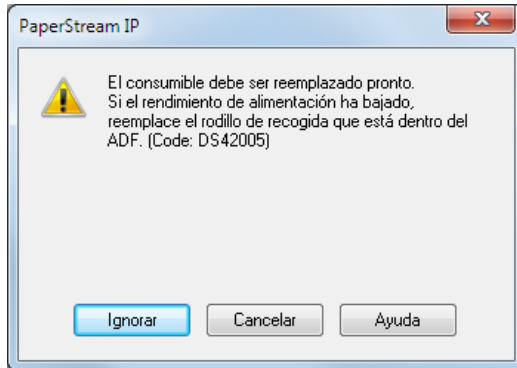 PaperStream IP
El consumible debe ser reemplazado pronto.
Si el rendimiento de alimentación ha bajado,
reemplace el rodillo de recogida que está dentro del
ADF. (Code: DS42005)
Ignorar
Cancelar
Ayuda